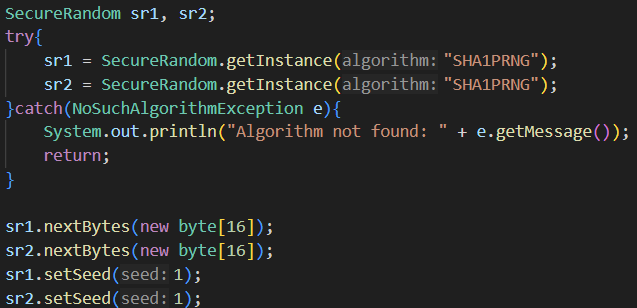 SecureRandom sr1, sr2;
try{
    sr1 = SecureRandom.getInstance(algorithm: "SHA1PRNG");
    sr2 = SecureRandom.getInstance(algorithm: "SHA1PRNG");
}catch(NoSuchAlgorithmException e){
    System.out.println("Algorithm not found: " + e.getMessage());
    return;
}

sr1.nextBytes(new byte[16]);
sr2.nextBytes(new byte[16]);
sr1.setSeed(seed: 1);
sr2.setSeed(seed: 1);